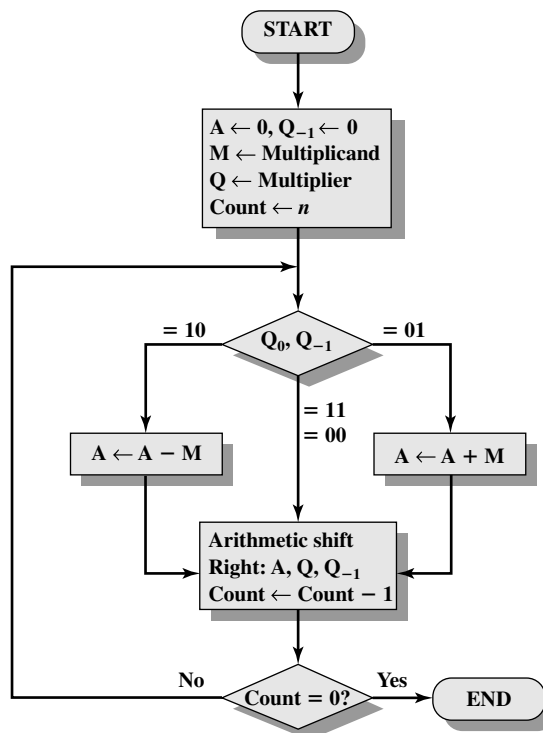 START
A ← 0, Q₋₁ ← 0
M ← Multiplicand
Q ← Multiplier
Count ← n
= 10
Q₀, Q₋₁
= 01
= 11
= 00
A ← A − M
A ← A + M
Arithmetic shift
Right: A, Q, Q₋₁
Count ← Count − 1
No
Count = 0?
Yes
END